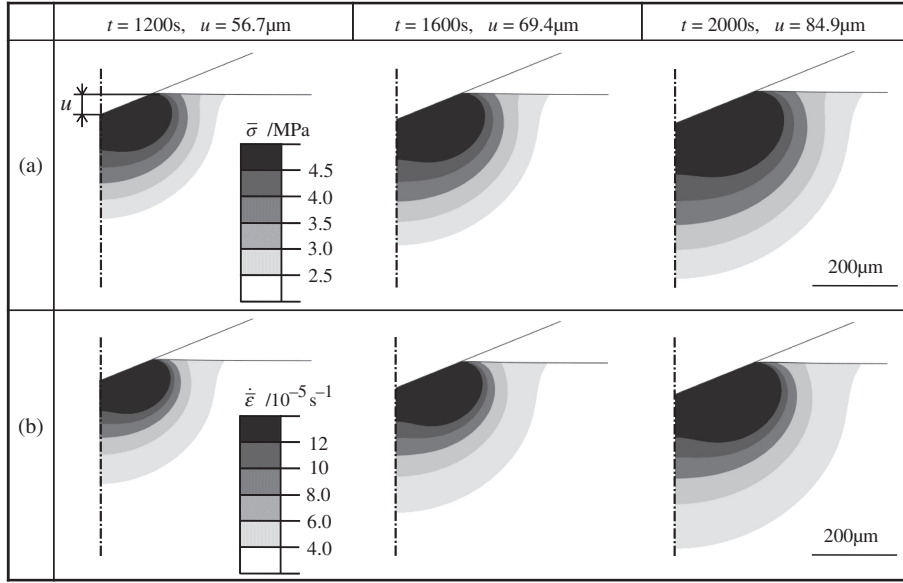 t = 1200s, u = 56.7μm
t = 1600s, u = 69.4μm
t = 2000s, u = 84.9μm
(a)
u
σ̅ /MPa
4.5
4.0
3.5
3.0
2.5
200μm
(b)
ε̅̇ /10⁻⁵ s⁻¹
12
10
8.0
6.0
4.0
200μm